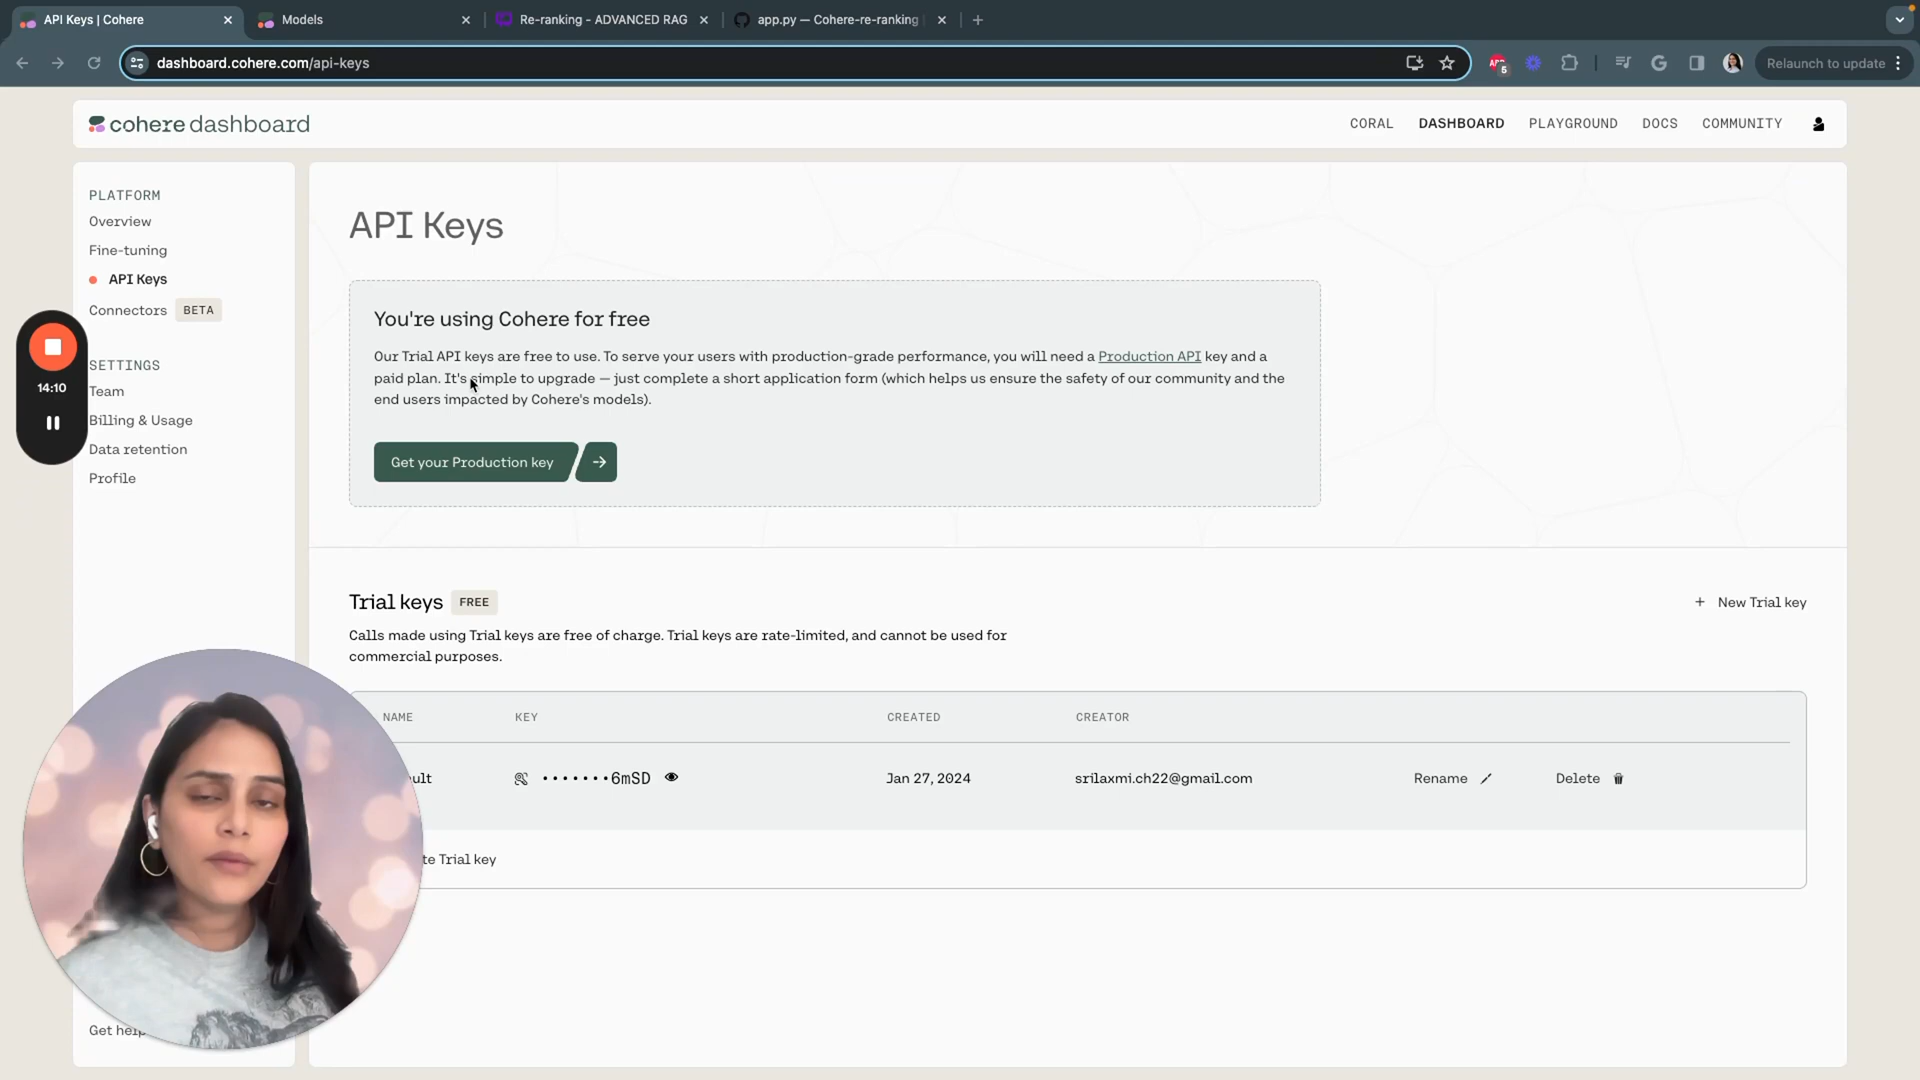 API Keys | Cohere
Models
Re-ranking - ADVANCED RAG
app.py — Cohere-re-ranking
dashboard.cohere.com/api-keys
5
Relaunch to update
cohere dashboard
CORAL
DASHBOARD
PLAYGROUND
DOCS
COMMUNITY
PLATFORM
Overview
Fine-tuning
API Keys
Connectors BETA
SETTINGS
Team
Billing & Usage
Data retention
Profile
14:10
API Keys
You're using Cohere for free
Our Trial API keys are free to use. To serve your users with production-grade performance, you will need a Production API key and a
paid plan. It's simple to upgrade — just complete a short application form (which helps us ensure the safety of our community and the
end users impacted by Cohere's models).
Get your Production key
Trial keys FREE
+ New Trial key
Calls made using Trial keys are free of charge. Trial keys are rate-limited, and cannot be used for
commercial purposes.
NAME
KEY
CREATED
CREATOR
ult
•••••••6mSD
Jan 27, 2024
srilaxmi.ch22@gmail.com
Rename
Delete
te Trial key
Get help